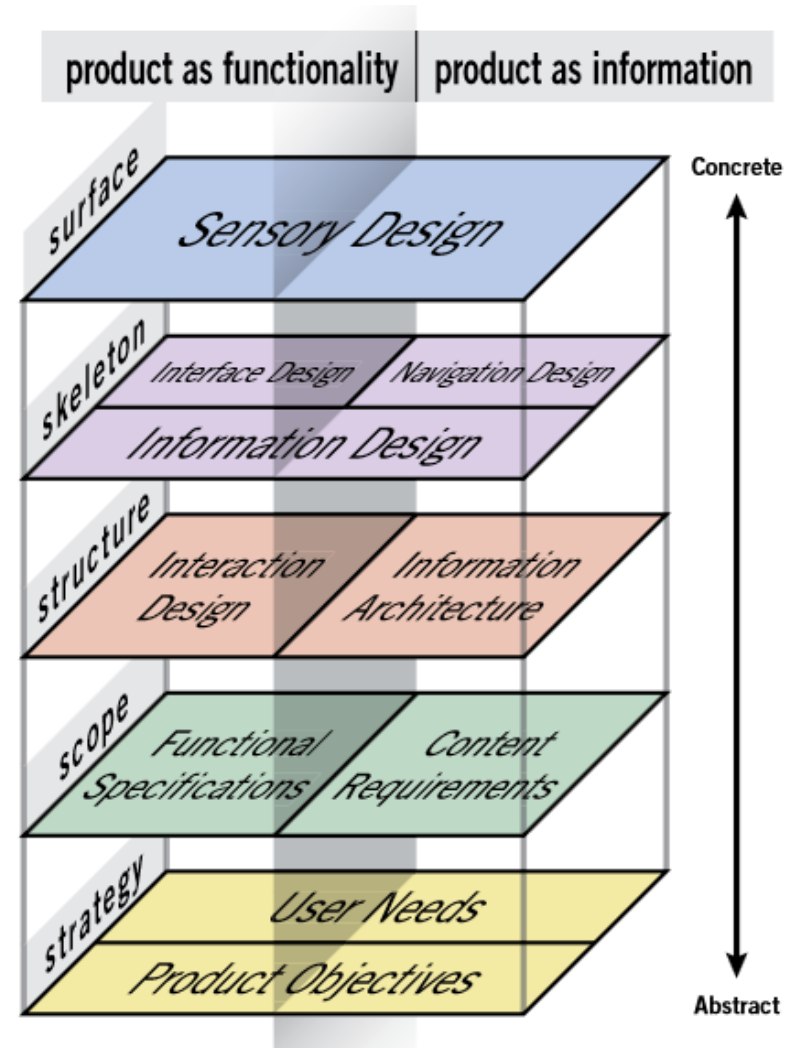 product as functionality
product as information
surface
Sensory Design
Concrete
skeleton
Interface Design
Navigation Design
Information Design
structure
Interaction
Design
Information
Architecture
scope
Functional
Specifications
Content
Requirements
strategy
User Needs
Product Objectives
Abstract